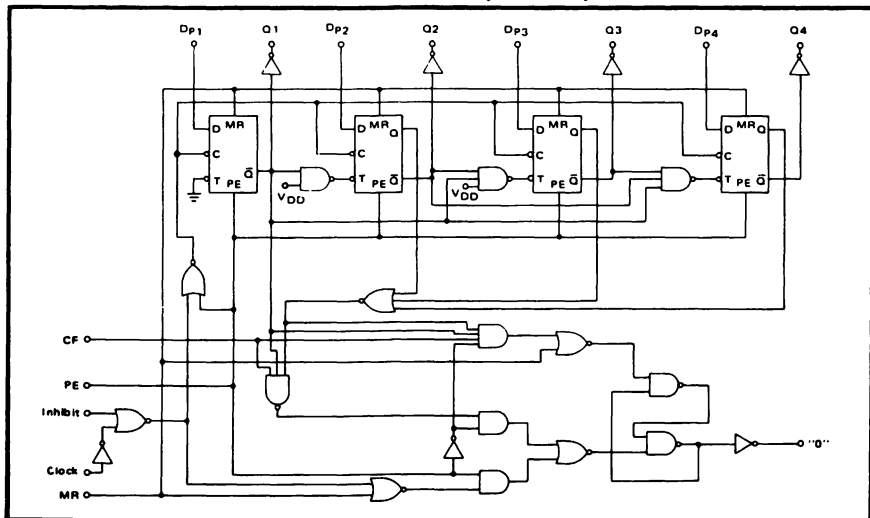 DP1 Q1 DP2 Q2 DP3 Q3 DP4 Q4
MR MR Q MR Q MR Q
D D D D
C Q̅ C C C
T PE T PE Q̅ T PE Q̅ T PE Q̅
VDD VDD
CF
PE
Inhibit
Clock
MR
"0"